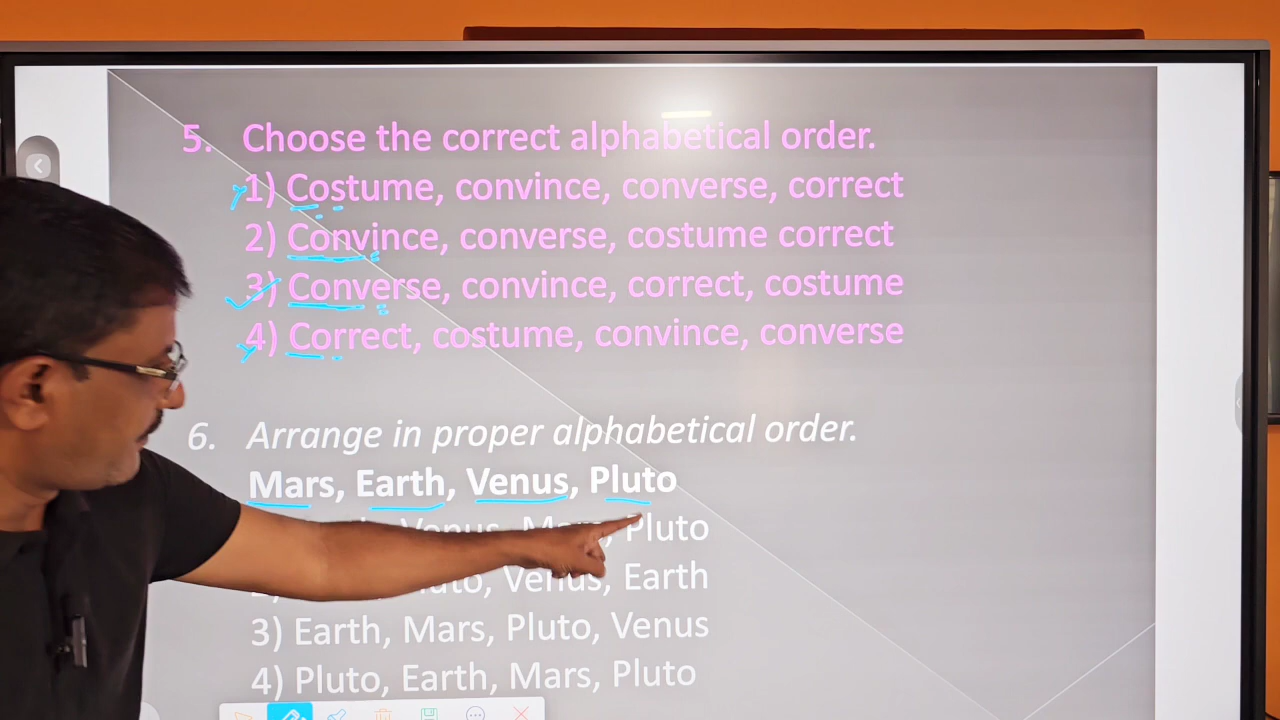 5. Choose the correct alphabetical order.
1) Costume, convince, converse, correct
2) Convince, converse, costume correct
3) Converse, convince, correct, costume
4) Correct, costume, convince, converse
6. Arrange in proper alphabetical order.
Mars, Earth, Venus, Pluto
Venus, Mars, Pluto
Venus, Earth
3) Earth, Mars, Pluto, Venus
4) Pluto, Earth, Mars, Pluto